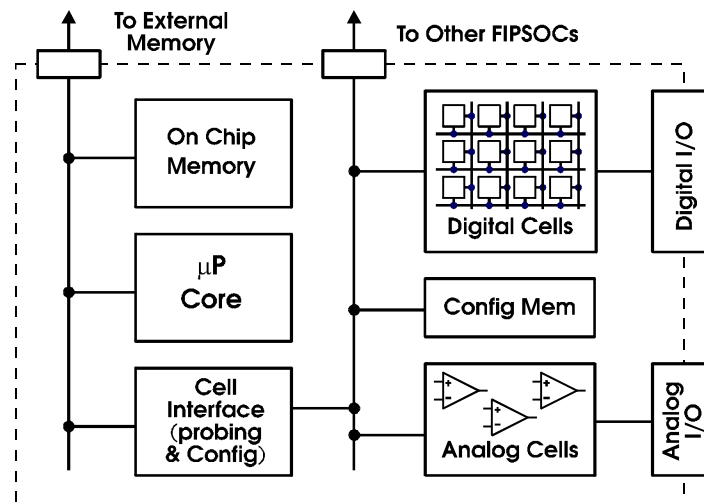 To External
Memory
To Other FIPSOCs
On Chip
Memory
Digital Cells
Digital I/O
μP
Core
Config Mem
Cell
Interface
(probing
& Config)
+
-
+
-
+
-
Analog Cells
Analog
I/O